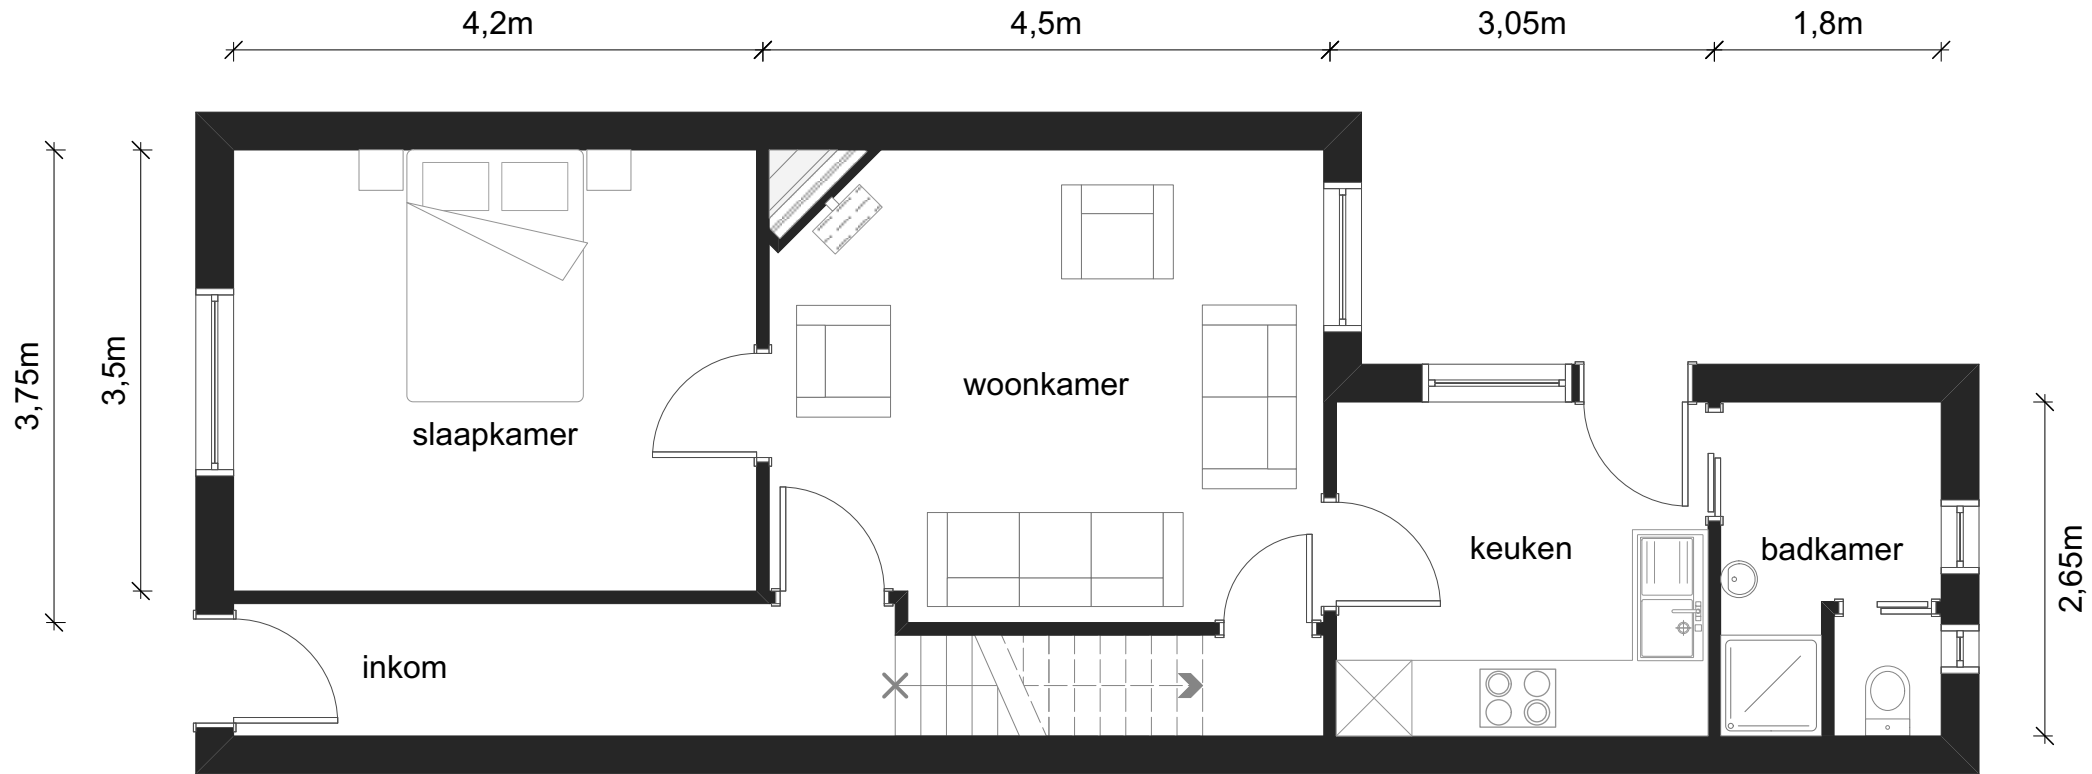 4,2m
4,5m
3,05m
1,8m
3,75m
3,5m
woonkamer
slaapkamer
keuken
badkamer
2,65m
inkom